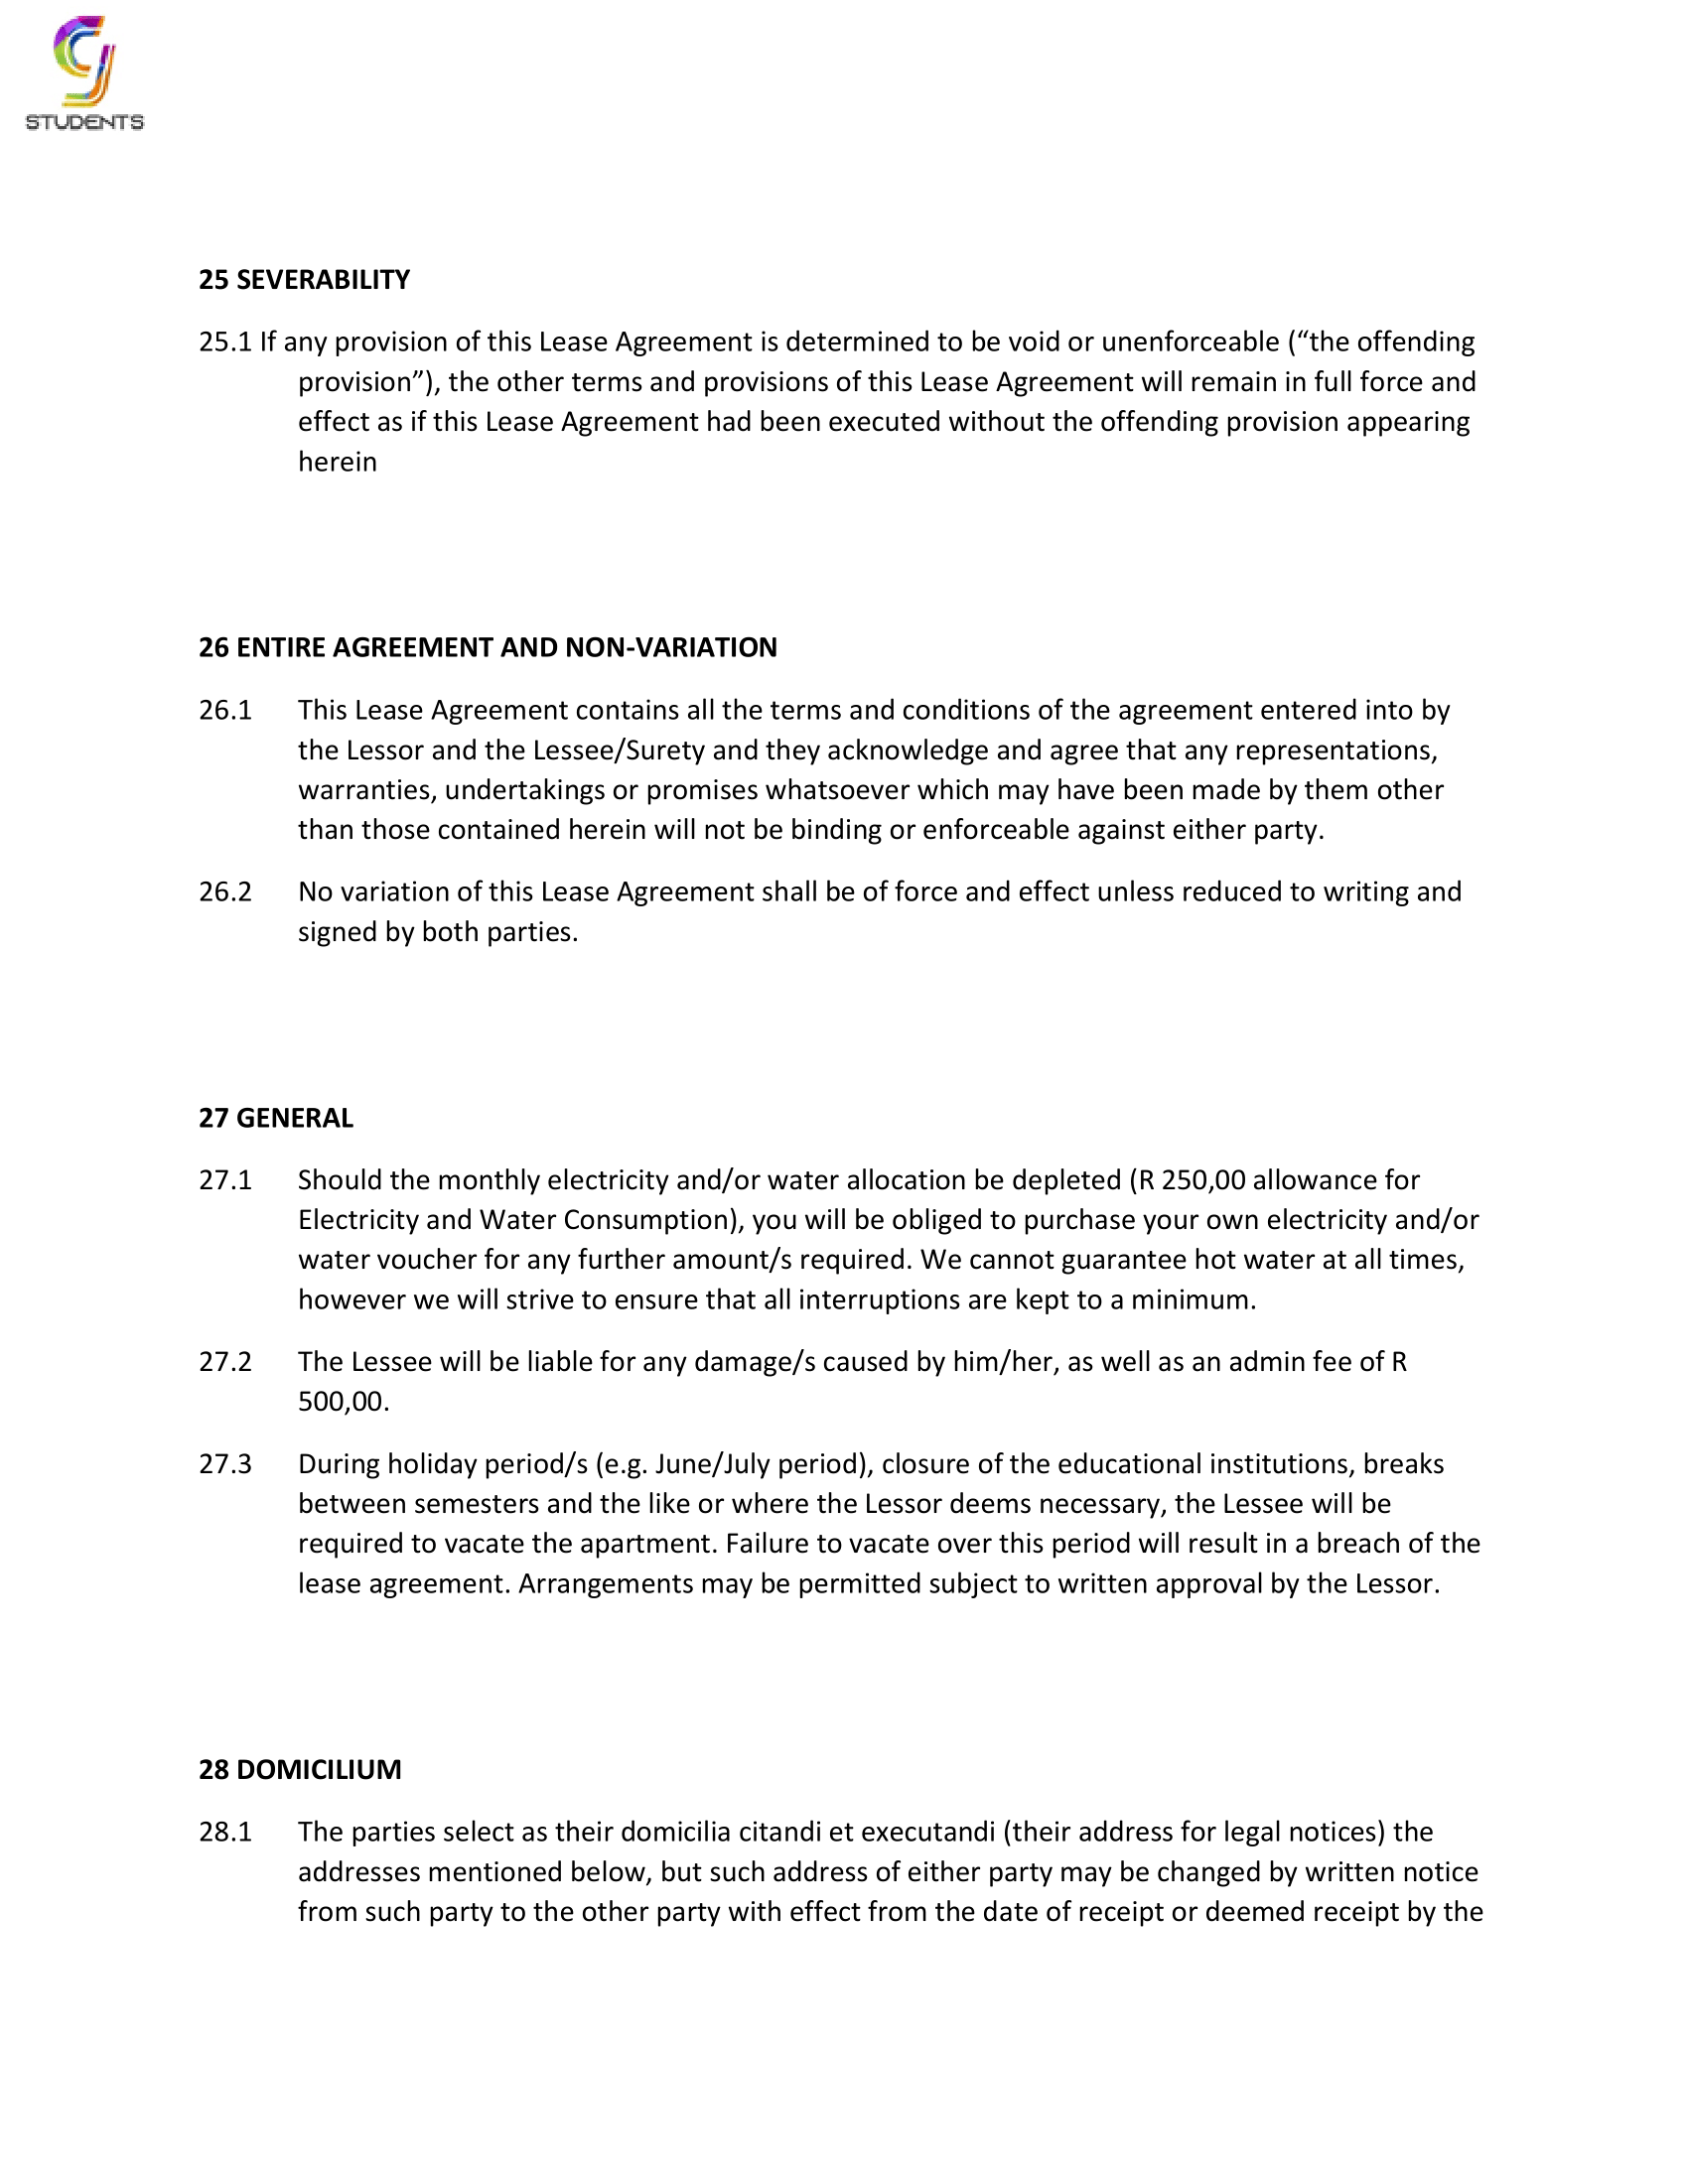 STUDENTS
25 SEVERABILITY
25.1 If any provision of this Lease Agreement is determined to be void or unenforceable (“the offending
provision”), the other terms and provisions of this Lease Agreement will remain in full force and
effect as if this Lease Agreement had been executed without the offending provision appearing
herein
26 ENTIRE AGREEMENT AND NON-VARIATION
26.1 This Lease Agreement contains all the terms and conditions of the agreement entered into by
the Lessor and the Lessee/Surety and they acknowledge and agree that any representations,
warranties, undertakings or promises whatsoever which may have been made by them other
than those contained herein will not be binding or enforceable against either party.
26.2 No variation of this Lease Agreement shall be of force and effect unless reduced to writing and
signed by both parties.
27 GENERAL
27.1 Should the monthly electricity and/or water allocation be depleted (R 250,00 allowance for
Electricity and Water Consumption), you will be obliged to purchase your own electricity and/or
water voucher for any further amount/s required. We cannot guarantee hot water at all times,
however we will strive to ensure that all interruptions are kept to a minimum.
27.2 The Lessee will be liable for any damage/s caused by him/her, as well as an admin fee of R
500,00.
27.3 During holiday period/s (e.g. June/July period), closure of the educational institutions, breaks
between semesters and the like or where the Lessor deems necessary, the Lessee will be
required to vacate the apartment. Failure to vacate over this period will result in a breach of the
lease agreement. Arrangements may be permitted subject to written approval by the Lessor.
28 DOMICILIUM
28.1 The parties select as their domicilia citandi et executandi (their address for legal notices) the
addresses mentioned below, but such address of either party may be changed by written notice
from such party to the other party with effect from the date of receipt or deemed receipt by the